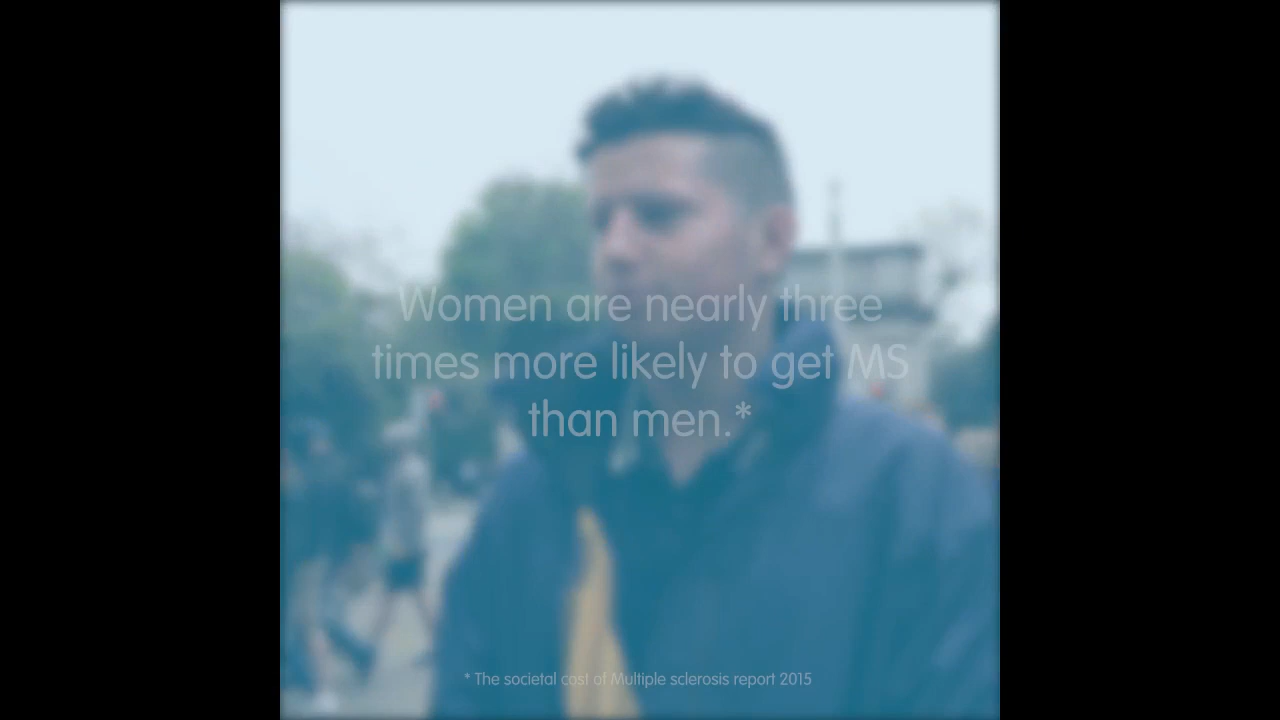 Women are nearly three
times more likely to get MS
than men.*
* The societal cost of Multiple sclerosis report 2015